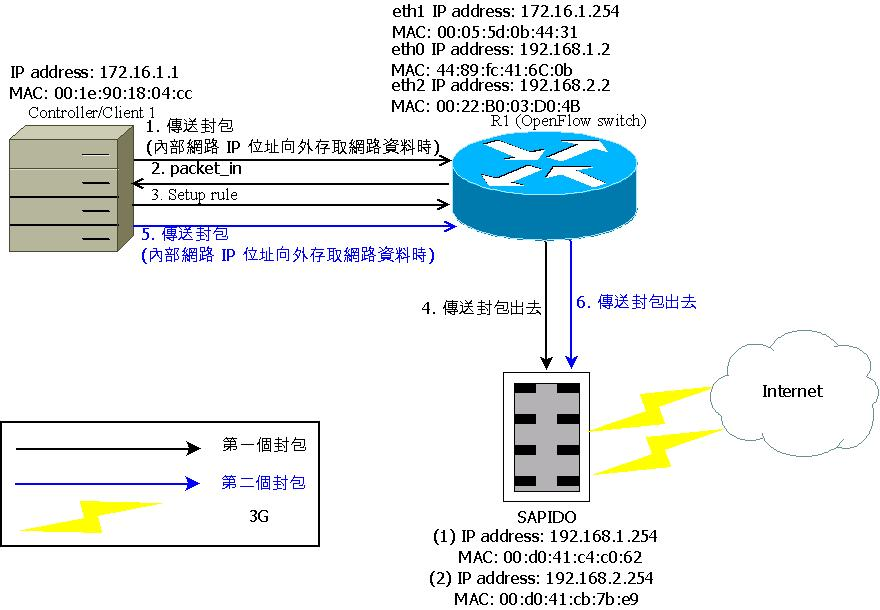 eth1 IP address: 172.16.1.254
MAC: 00:05:5d:0b:44:31
eth0 IP address: 192.168.1.2
MAC: 44:89:fc:41:6C:0b
eth2 IP address: 192.168.2.2
MAC: 00:22:B0:03:D0:4B
R1 (OpenFlow switch)
IP address: 172.16.1.1
MAC: 00:1e:90:18:04:cc
Controller/Client 1
1. 傳送封包
(內部網路 IP 位址向外存取網路資料時)
2. packet_in
3. Setup rule
5. 傳送封包
(內部網路 IP 位址向外存取網路資料時)
4. 傳送封包出去
6. 傳送封包出去
Internet
第一個封包
第二個封包
3G
SAPIDO
(1) IP address: 192.168.1.254
MAC: 00:d0:41:c4:c0:62
(2) IP address: 192.168.2.254
MAC: 00:d0:41:cb:7b:e9